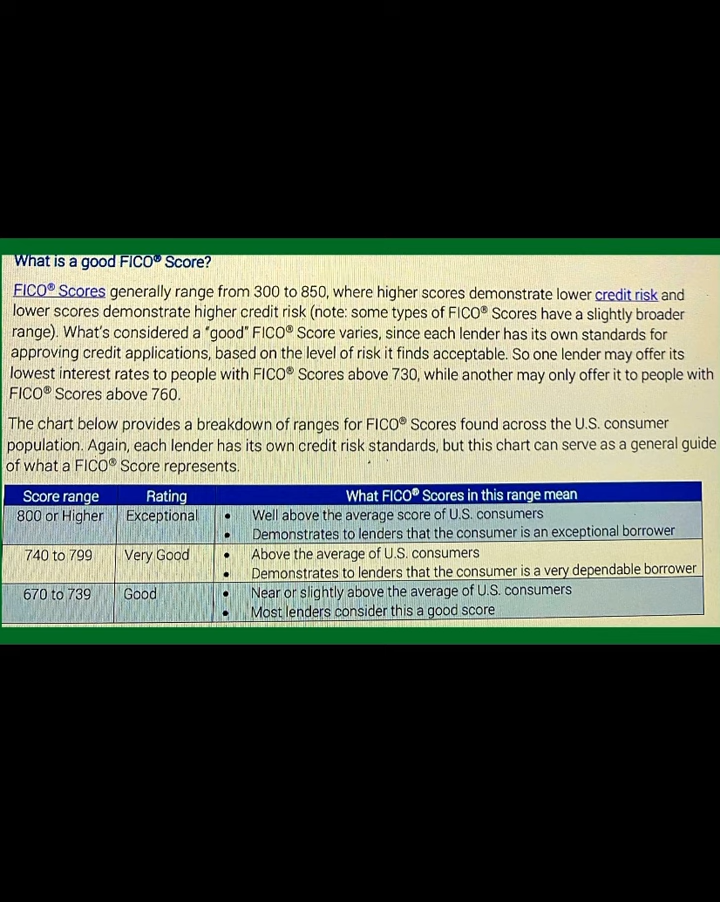 What is a good FICO® Score?
FICO® Scores generally range from 300 to 850, where higher scores demonstrate lower credit risk and
lower scores demonstrate higher credit risk (note: some types of FICO® Scores have a slightly broader
range). What's considered a "good" FICO® Score varies, since each lender has its own standards for
approving credit applications, based on the level of risk it finds acceptable. So one lender may offer its
lowest interest rates to people with FICO® Scores above 730, while another may only offer it to people with
FICO® Scores above 760.
The chart below provides a breakdown of ranges for FICO® Scores found across the U.S. consumer
population. Again, each lender has its own credit risk standards, but this chart can serve as a general guide
of what a FICO® Score represents.
Score range Rating What FICO® Scores in this range mean
800 or Higher Exceptional • Well above the average score of U.S. consumers
• Demonstrates to lenders that the consumer is an exceptional borrower
740 to 799 Very Good • Above the average of U.S. consumers
• Demonstrates to lenders that the consumer is a very dependable borrower
670 to 739 Good • Near or slightly above the average of U.S. consumers
• Most lenders consider this a good score